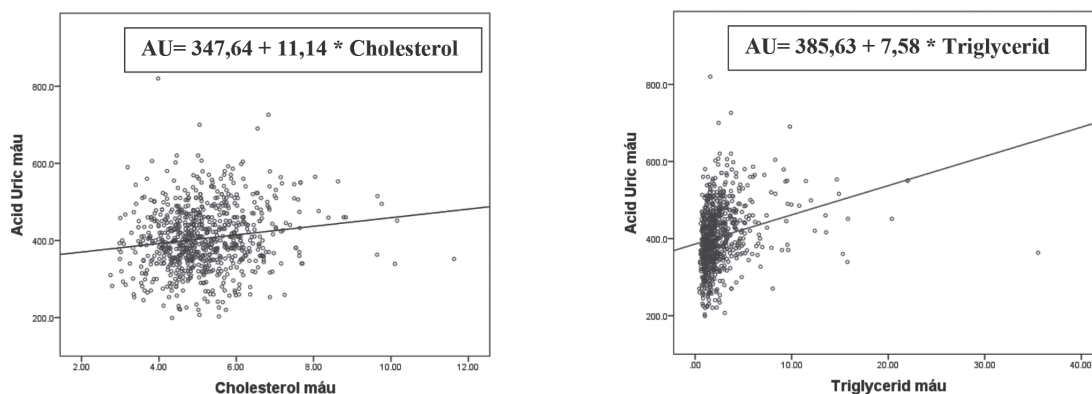 AU= 347,64 + 11,14 * Cholesterol
800.0
600.0
400.0
200.0
Acid Uric máu
2.00 4.00 6.00 8.00 10.00 12.00
Cholesterol máu
AU= 385,63 + 7,58 * Triglycerid
800.0
600.0
400.0
200.0
Acid Uric máu
.00 10.00 20.00 30.00 40.00
Triglycerid máu